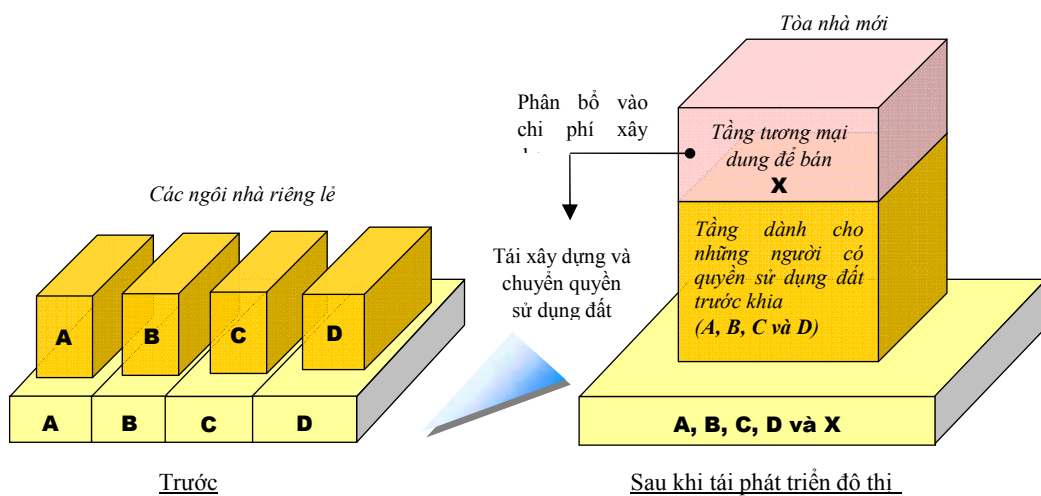 Tòa nhà mới
Phân bổ vào
chi phí xây
Tầng tương mại
dung để bán
X
Các ngôi nhà riêng lẻ
Tầng dành cho
những người có
quyền sử dụng đất
trước khia
(A, B, C và D)
Tái xây dựng và
chuyển quyền
sử dụng đất
A B C D
A B C D
A, B, C, D và X
Trước
Sau khi tái phát triển đô thi